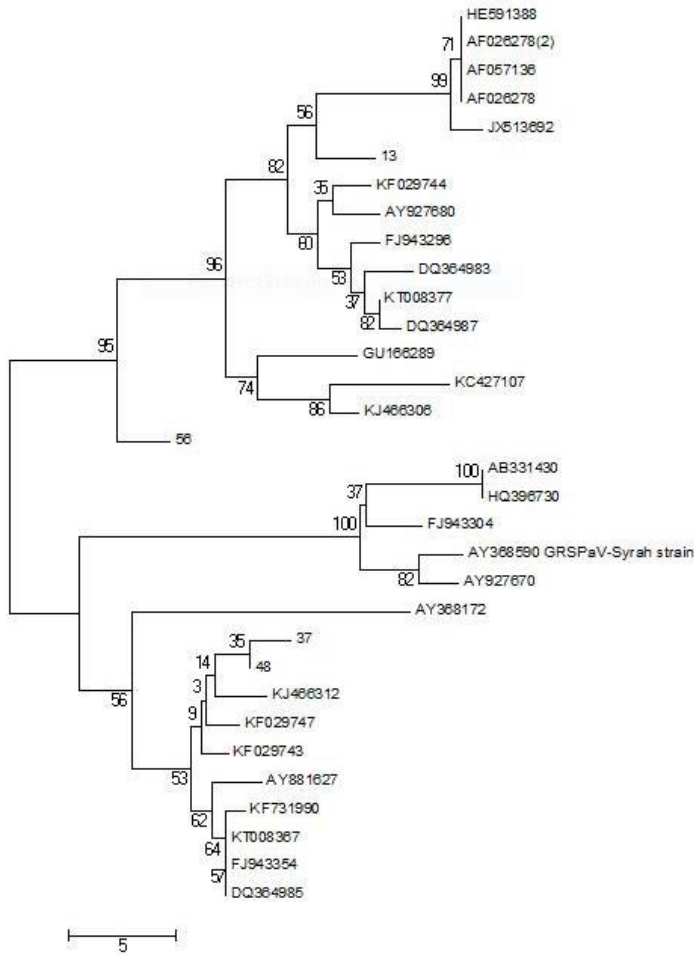 HE591388
71
AF026278(2)
AF057136
99
AF026278
56
JX513692
13
82
35
KF029744
AY927680
60
FJ943296
96
53
DQ364983
37
KT008377
82
DQ364987
95
GU166289
74
KC427107
86
KJ466306
56
100
AB331430
37
HQ396730
100
FJ943304
AY368590 GRSPaV-Syrah strain
82
AY927670
AY368172
35
37
14
48
56
3
KJ466312
9
KF029747
KF029743
53
AY881627
62
KF731990
64
KT008367
57
FJ943354
DQ364985
5